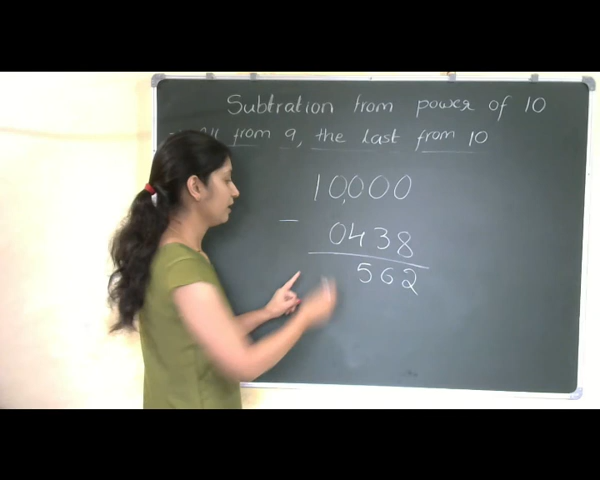 Subtration from power of 10
from 9, the last from 10
10,000
– 0438
562